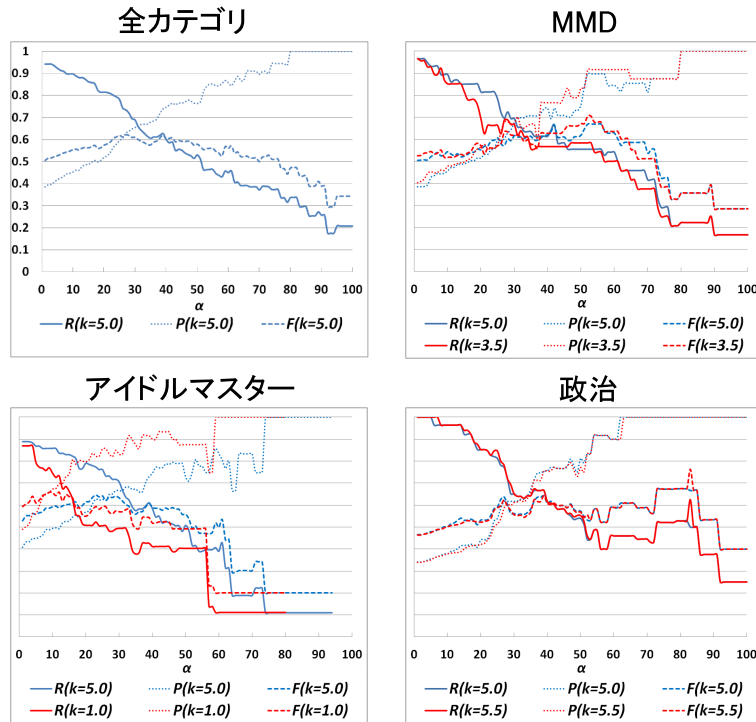 全カテゴリ
MMD
1
0.9
0.8
0.7
0.6
0.5
0.4
0.3
0.2
0.1
0
0 10 20 30 40 50 60 70 80 90 100
α
R(k=5.0) P(k=5.0) F(k=5.0)
0 10 20 30 40 50 60 70 80 90 100
α
R(k=5.0) P(k=5.0) F(k=5.0)
R(k=3.5) P(k=3.5) F(k=3.5)
アイドルマスター
政治
0 10 20 30 40 50 60 70 80 90 100
α
R(k=5.0) P(k=5.0) F(k=5.0)
R(k=1.0) P(k=1.0) F(k=1.0)
0 10 20 30 40 50 60 70 80 90 100
α
R(k=5.0) P(k=5.0) F(k=5.0)
R(k=5.5) P(k=5.5) F(k=5.5)